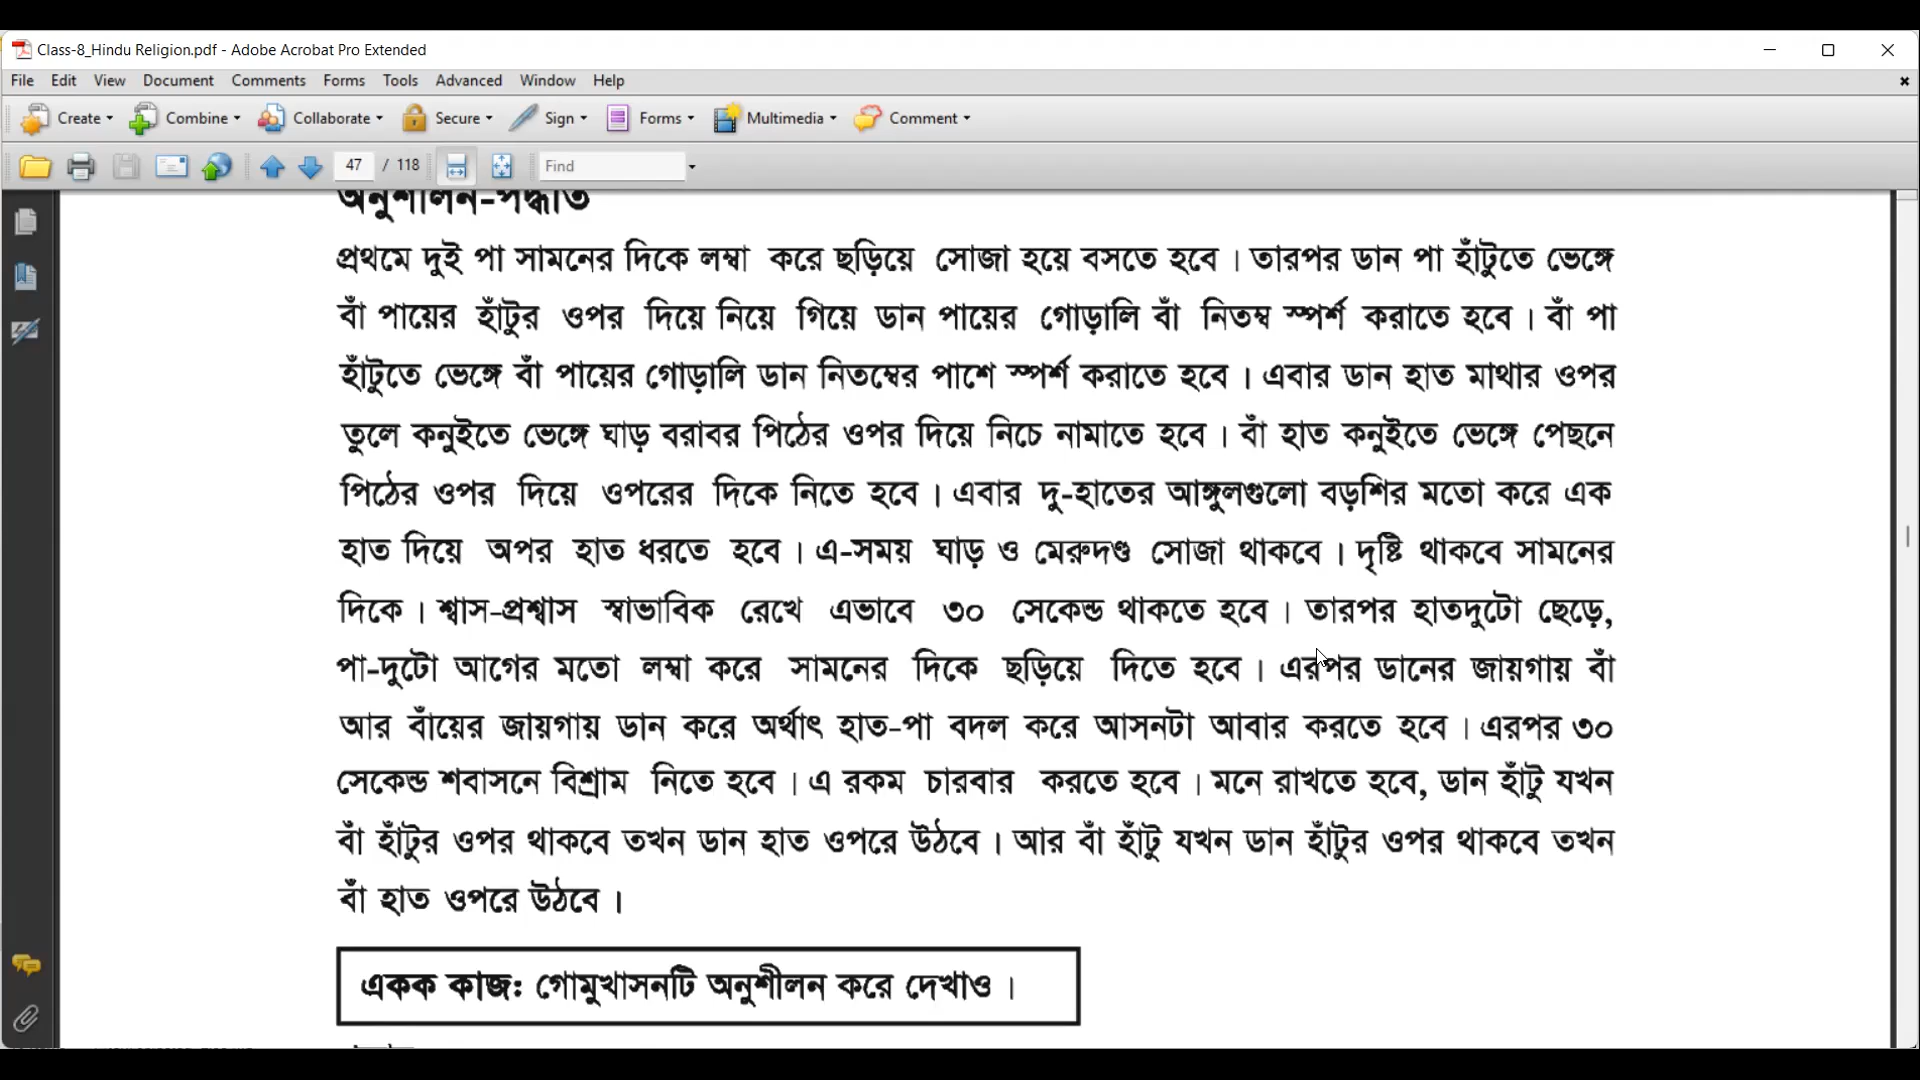 Class-8_Hindu Religion.pdf - Adobe Acrobat Pro Extended
File Edit View Document Comments Forms Tools Advanced Window Help
Create Combine Collaborate Secure Sign Forms Multimedia Comment
47 / 118 Find
অনুশীলন-পদ্ধতি
প্রথমে দুই পা সামনের দিকে লম্বা করে ছড়িয়ে সোজা হয়ে বসতে হবে। তারপর ডান পা হাঁটুতে ভেঙ্গে
বাঁ পায়ের হাঁটুর ওপর দিয়ে নিয়ে গিয়ে ডান পায়ের গোড়ালি বাঁ নিতম্ব স্পর্শ করাতে হবে। বাঁ পা
হাঁটুতে ভেঙ্গে বাঁ পায়ের গোড়ালি ডান নিতম্বের পাশে স্পর্শ করাতে হবে। এবার ডান হাত মাথার ওপর
তুলে কনুইতে ভেঙ্গে ঘাড় বরাবর পিঠের ওপর দিয়ে নিচে নামাতে হবে। বাঁ হাত কনুইতে ভেঙ্গে পেছনে
পিঠের ওপর দিয়ে ওপরের দিকে নিতে হবে। এবার দু-হাতের আঙ্গুলগুলো বড়শির মতো করে এক
হাত দিয়ে অপর হাত ধরতে হবে। এ-সময় ঘাড় ও মেরুদণ্ড সোজা থাকবে। দৃষ্টি থাকবে সামনের
দিকে। শ্বাস-প্রশ্বাস স্বাভাবিক রেখে এভাবে ৩০ সেকেন্ড থাকতে হবে। তারপর হাতদুটো ছেড়ে,
পা-দুটো আগের মতো লম্বা করে সামনের দিকে ছড়িয়ে দিতে হবে। এরপর ডানের জায়গায় বাঁ
আর বাঁয়ের জায়গায় ডান করে অর্থাৎ হাত-পা বদল করে আসনটা আবার করতে হবে। এরপর ৩০
সেকেন্ড শবাসনে বিশ্রাম নিতে হবে। এ রকম চারবার করতে হবে। মনে রাখতে হবে, ডান হাঁটু যখন
বাঁ হাঁটুর ওপর থাকবে তখন ডান হাত ওপরে উঠবে। আর বাঁ হাঁটু যখন ডান হাঁটুর ওপর থাকবে তখন
বাঁ হাত ওপরে উঠবে।
একক কাজ: গোমুখাসনটি অনুশীলন করে দেখাও।